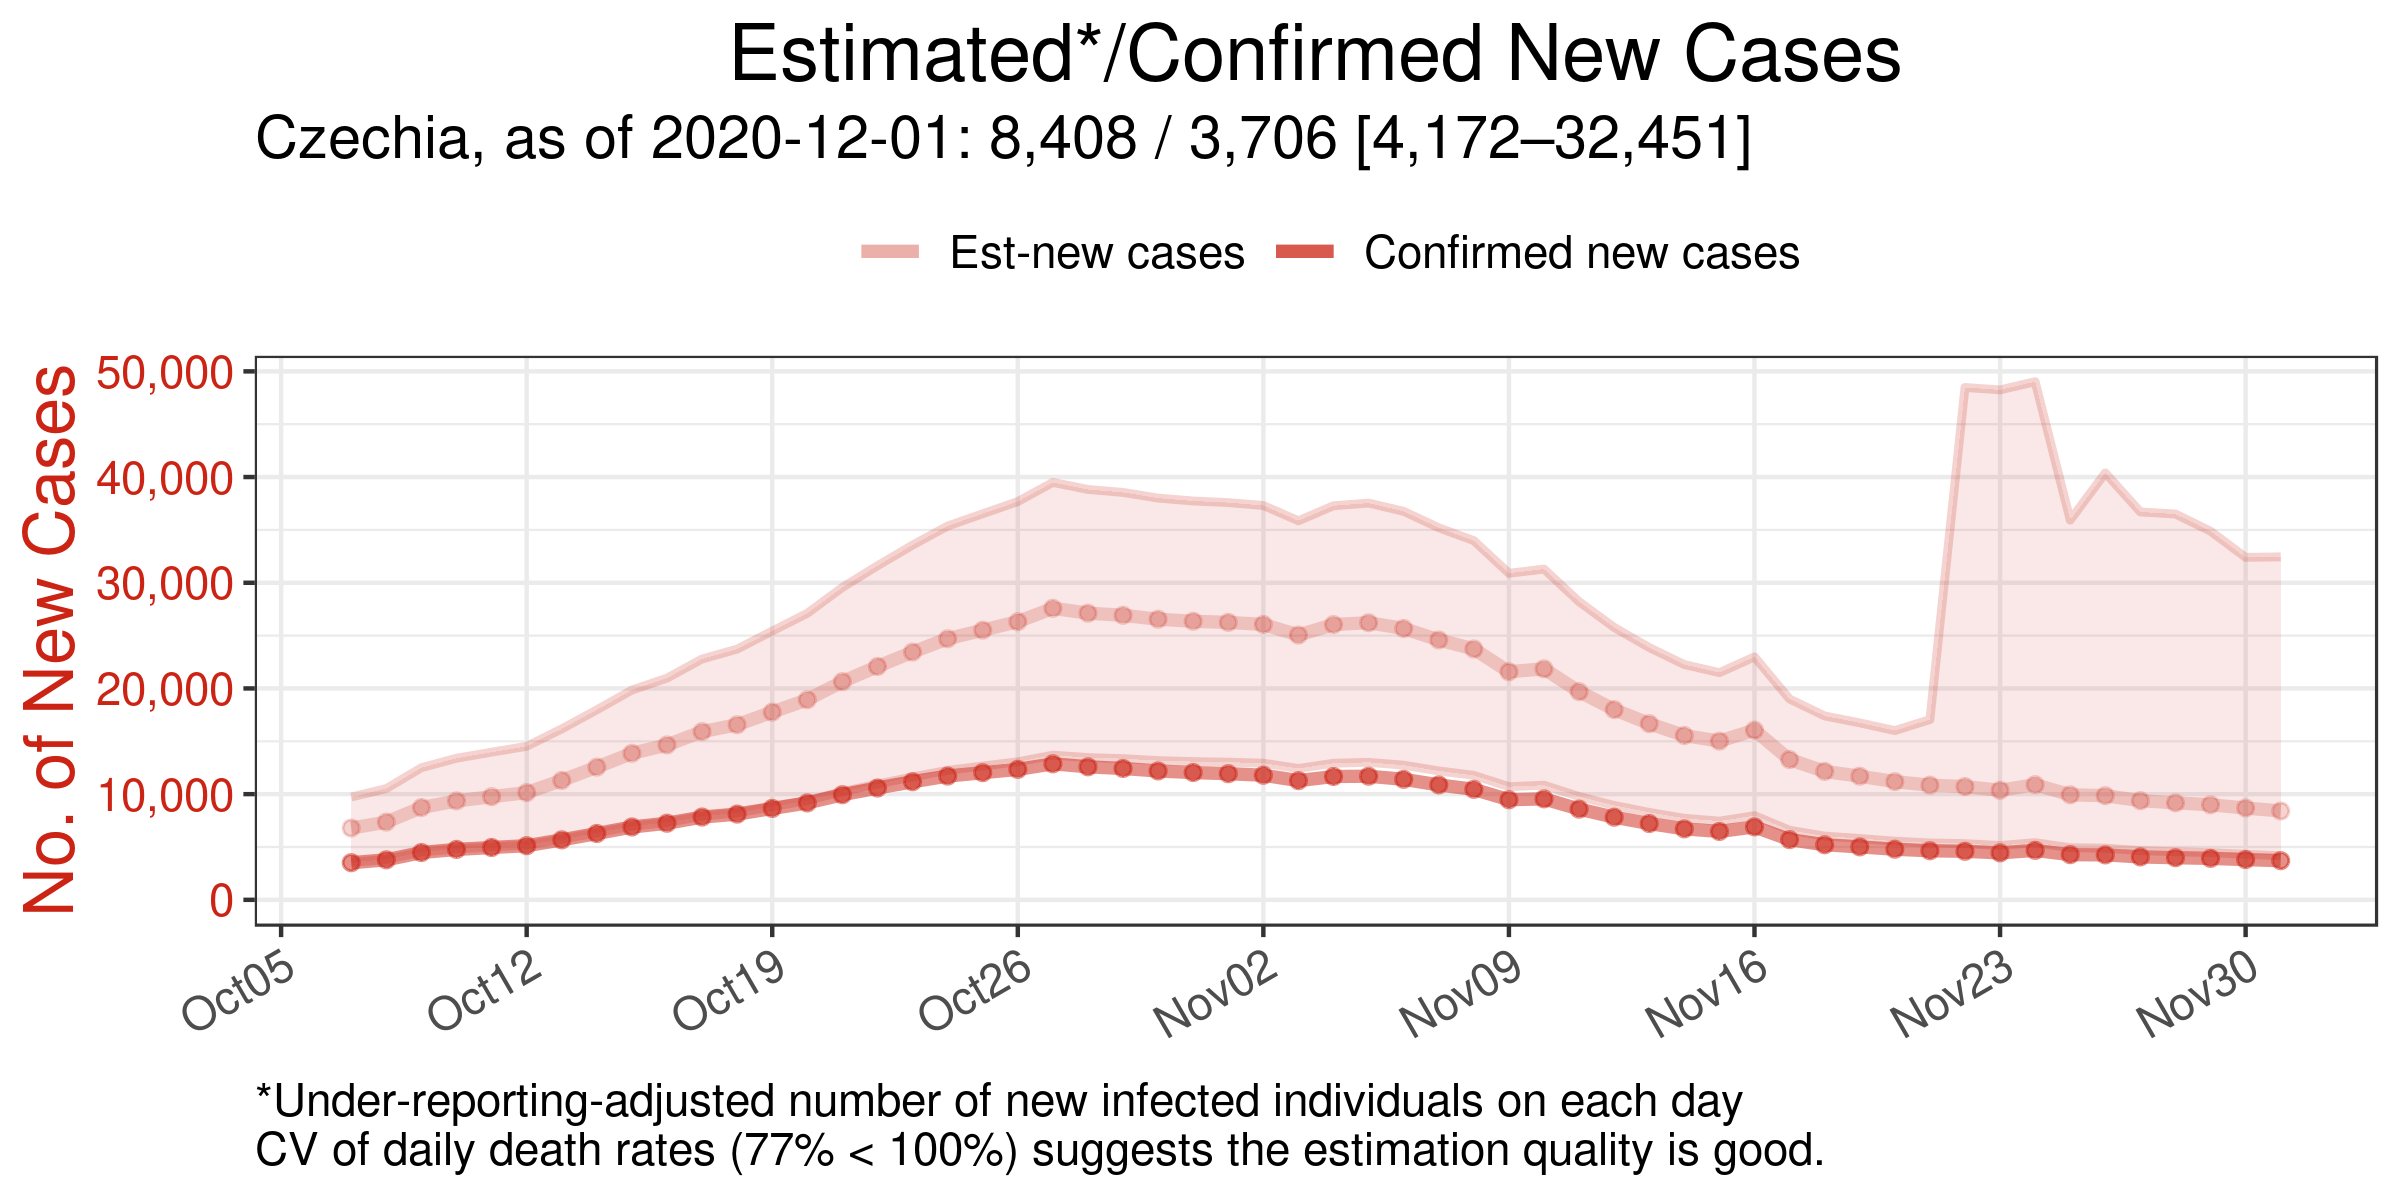 Estimated*/Confirmed New Cases
Czechia, as of 2020-12-01: 8,408 / 3,706 [4,172–32,451]
Est-new cases
Confirmed new cases
No. of New Cases
50,000
40,000
30,000
20,000
10,000
0
Oct05
Oct12
Oct19
Oct26
Nov02
Nov09
Nov16
Nov23
Nov30
*Under-reporting-adjusted number of new infected individuals on each day
CV of daily death rates (77% < 100%) suggests the estimation quality is good.